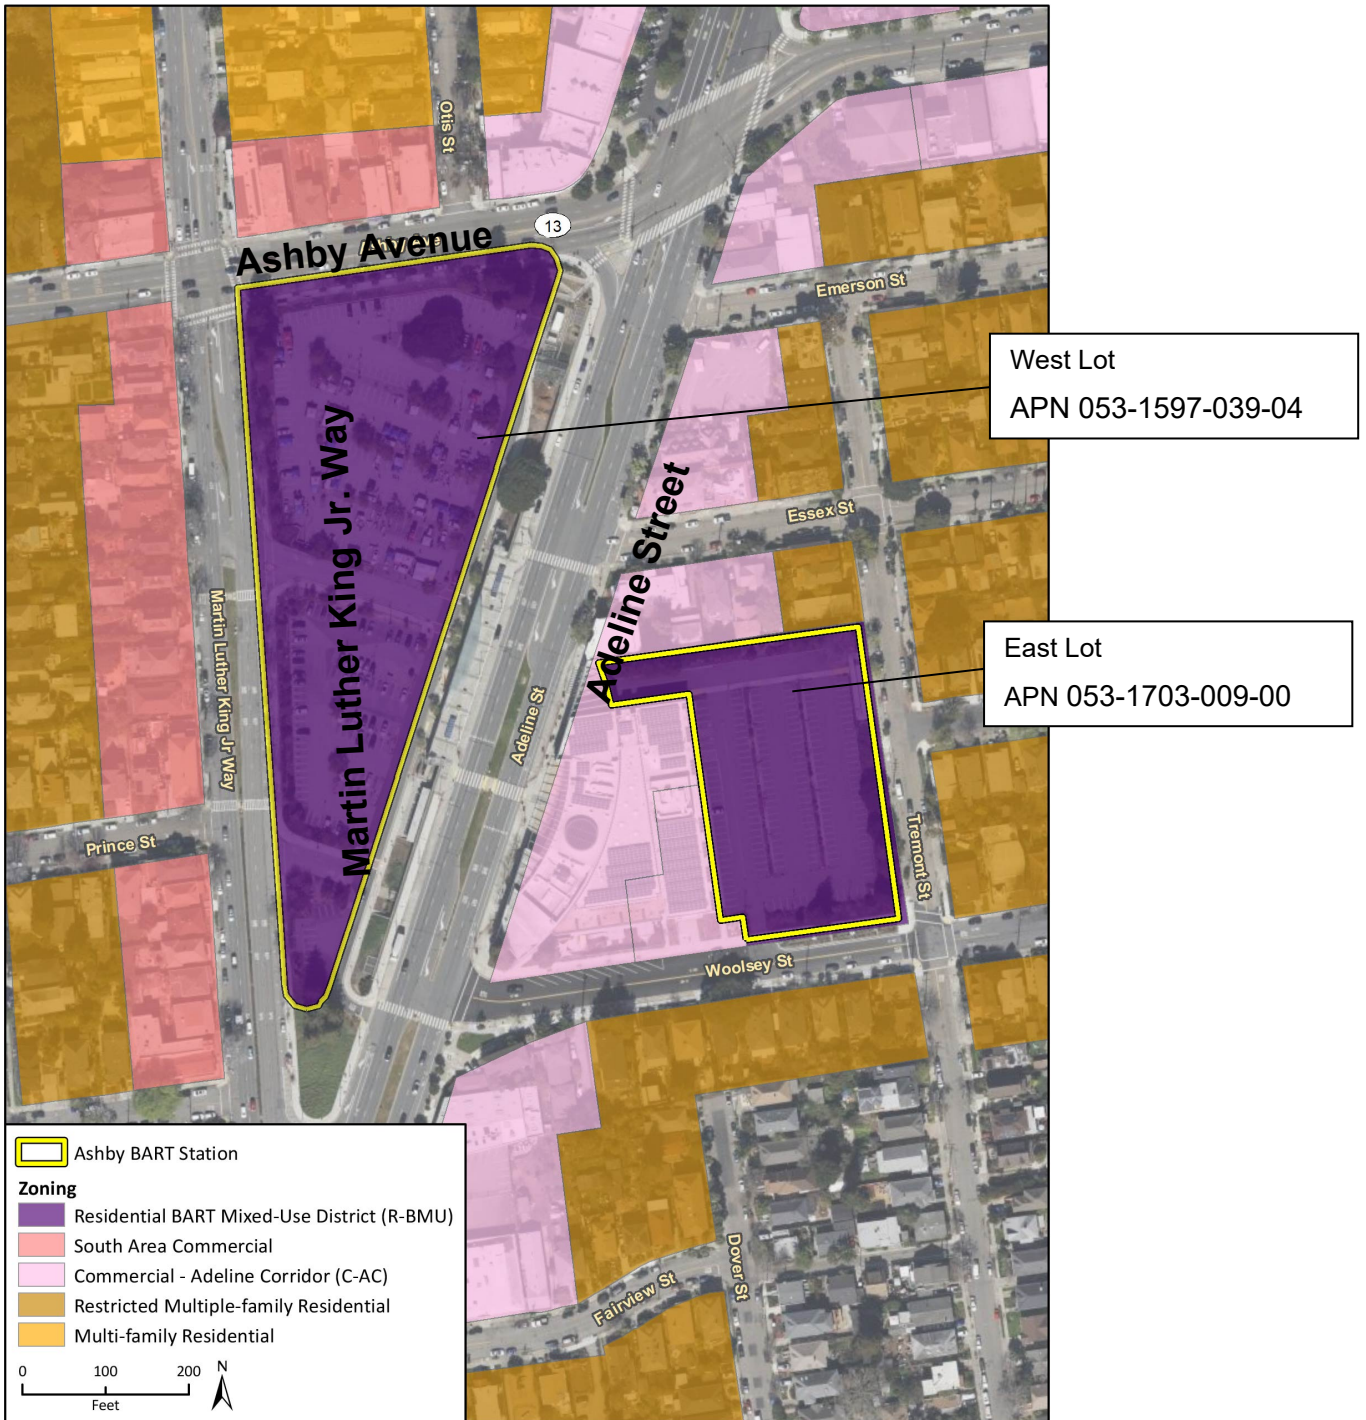 Otis St
Ashby Ave
Ashby Avenue
13
Emerson St
West Lot
APN 053-1597-039-04
Martin Luther King Jr. Way
Adeline Street
Essex St
Martin Luther King Jr Way
Adeline St
East Lot
APN 053-1703-009-00
Prince St
Tremont St
Woolsey St
Dover St
Fairview St
Ashby BART Station
Zoning
Residential BART Mixed-Use District (R-BMU)
South Area Commercial
Commercial - Adeline Corridor (C-AC)
Restricted Multiple-family Residential
Multi-family Residential
0 100 200
Feet
N